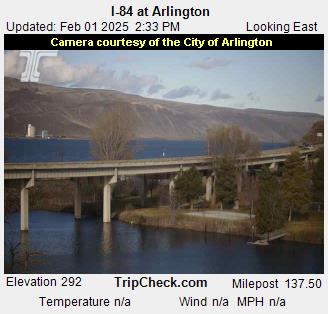 I-84 at Arlington
Updated: Feb 01 2025 2:33 PM Looking East
Camera courtesy of the City of Arlington
Elevation 292 TripCheck.com Milepost 137.50
Temperature n/a Wind n/a MPH n/a